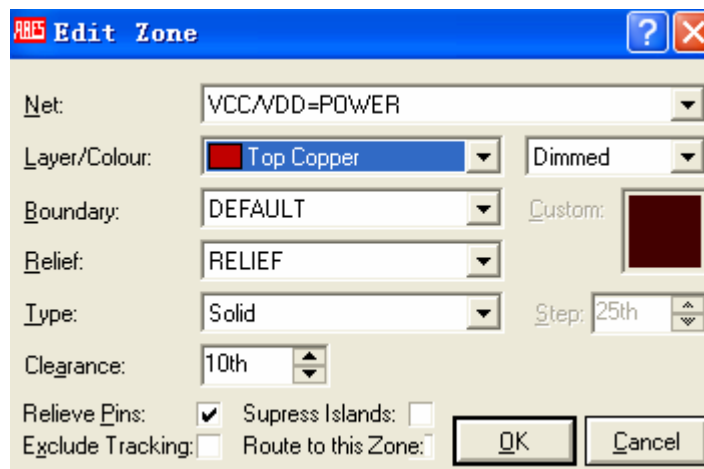 ARES Edit Zone
Net: VCC/VDD=POWER
Layer/Colour: Top Copper Dimmed
Boundary: DEFAULT Custom:
Relief: RELIEF
Type: Solid Step: 25th
Clearance: 10th
Relieve Pins: Supress Islands:
Exclude Tracking: Route to this Zone: OK Cancel